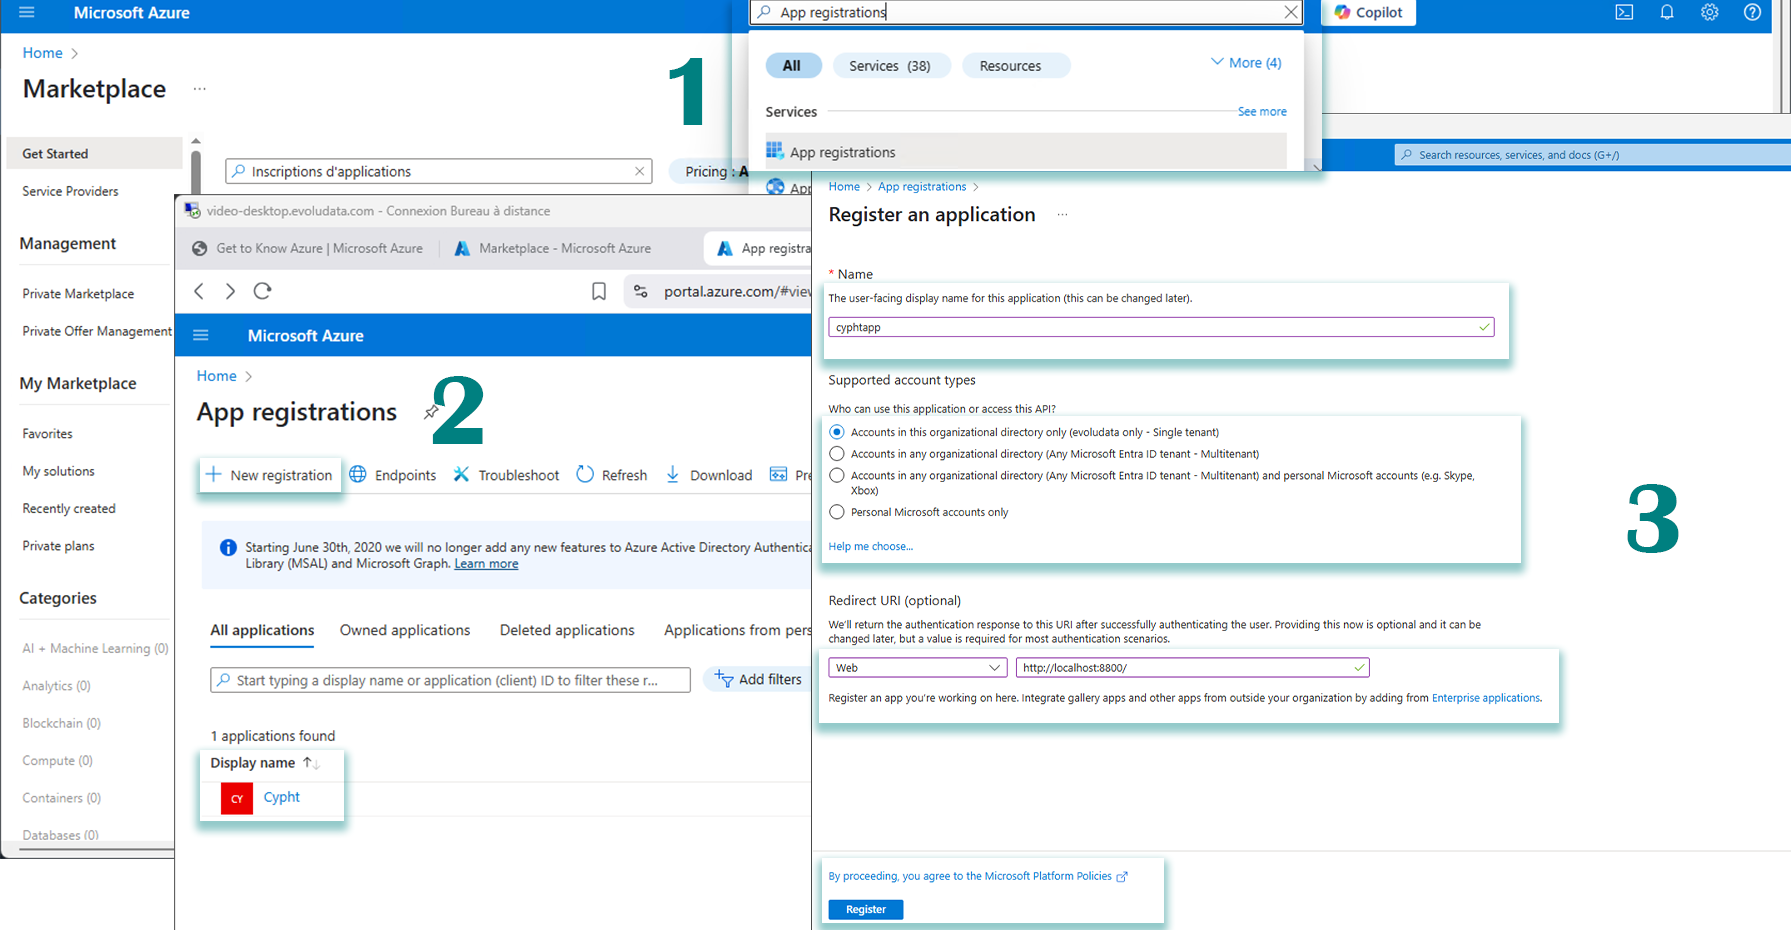 Microsoft Azure
App registrations
Copilot
Home
Marketplace
...
1
All
Services (38)
Resources
More (4)
Services
See more
App registrations
Get Started
Service Providers
Inscriptions d'applications
Pricing : A
App
Management
Private Marketplace
Private Offer Management
My Marketplace
Favorites
My solutions
Recently created
Private plans
Categories
AI + Machine Learning (0)
Analytics (0)
Blockchain (0)
Compute (0)
Containers (0)
Databases (0)
video-desktop.evoludata.com - Connexion Bureau à distance
Get to Know Azure | Microsoft Azure
Marketplace - Microsoft Azure
App registra
portal.azure.com/#view
Microsoft Azure
Home
App registrations
2
New registration
Endpoints
Troubleshoot
Refresh
Download
Pre
Starting June 30th, 2020 we will no longer add any new features to Azure Active Directory Authentica
Library (MSAL) and Microsoft Graph. Learn more
All applications
Owned applications
Deleted applications
Applications from pers
Start typing a display name or application (client) ID to filter these r...
Add filters
1 applications found
Display name
CY
Cypht
Search resources, services, and docs (G+/)
Home
App registrations
Register an application
...
* Name
The user-facing display name for this application (this can be changed later).
cyphtapp
Supported account types
Who can use this application or access this API?
Accounts in this organizational directory only (evoludata only - Single tenant)
Accounts in any organizational directory (Any Microsoft Entra ID tenant - Multitenant)
Accounts in any organizational directory (Any Microsoft Entra ID tenant - Multitenant) and personal Microsoft accounts (e.g. Skype,
Xbox)
Personal Microsoft accounts only
Help me choose...
3
Redirect URI (optional)
We'll return the authentication response to this URI after successfully authenticating the user. Providing this now is optional and it can be
changed later, but a value is required for most authentication scenarios.
Web
http://localhost:8800/
Register an app you're working on here. Integrate gallery apps and other apps from outside your organization by adding from Enterprise applications.
By proceeding, you agree to the Microsoft Platform Policies
Register